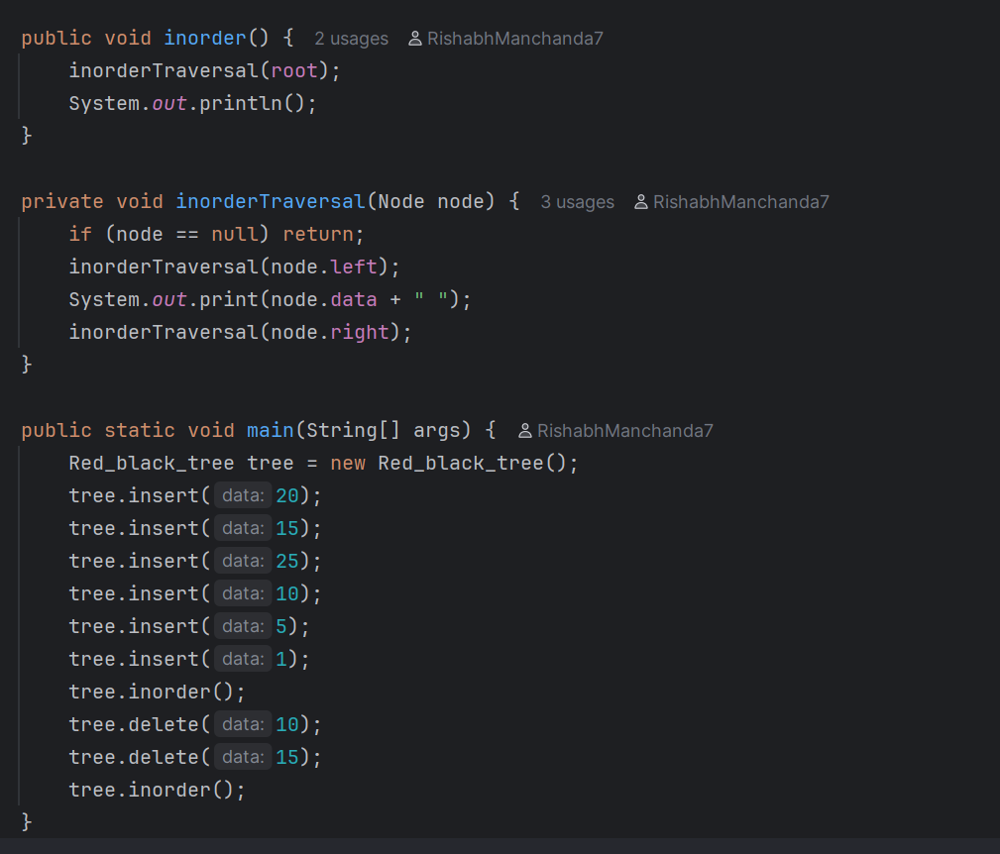 public void inorder() { 2 usages RishabhManchanda7
inorderTraversal(root);
System.out.println();
}
private void inorderTraversal(Node node) { 3 usages RishabhManchanda7
if (node == null) return;
inorderTraversal(node.left);
System.out.print(node.data + " ");
inorderTraversal(node.right);
}
public static void main(String[] args) { RishabhManchanda7
Red_black_tree tree = new Red_black_tree();
tree.insert( data: 20);
tree.insert( data: 15);
tree.insert( data: 25);
tree.insert( data: 10);
tree.insert( data: 5);
tree.insert( data: 1);
tree.inorder();
tree.delete( data: 10);
tree.delete( data: 15);
tree.inorder();
}